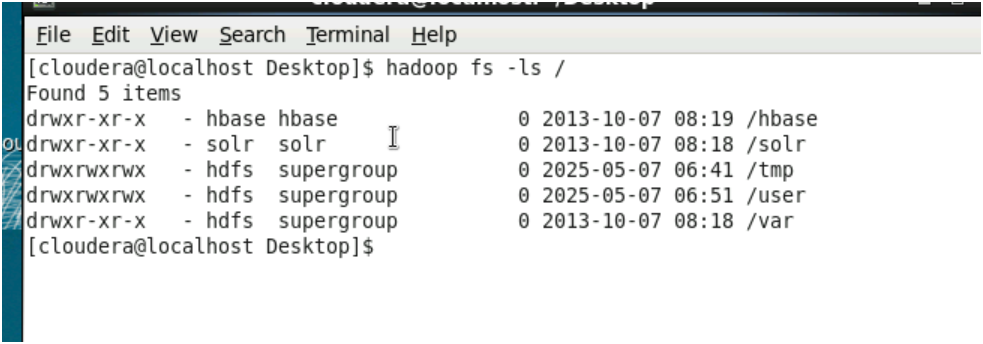 File Edit View Search Terminal Help
[cloudera@localhost Desktop]$ hadoop fs -ls /
Found 5 items
drwxr-xr-x   - hbase hbase               0 2013-10-07 08:19 /hbase
drwxr-xr-x   - solr  solr                0 2013-10-07 08:18 /solr
drwxrwxrwx   - hdfs  supergroup          0 2025-05-07 06:41 /tmp
drwxrwxrwx   - hdfs  supergroup          0 2025-05-07 06:51 /user
drwxr-xr-x   - hdfs  supergroup          0 2013-10-07 08:18 /var
[cloudera@localhost Desktop]$